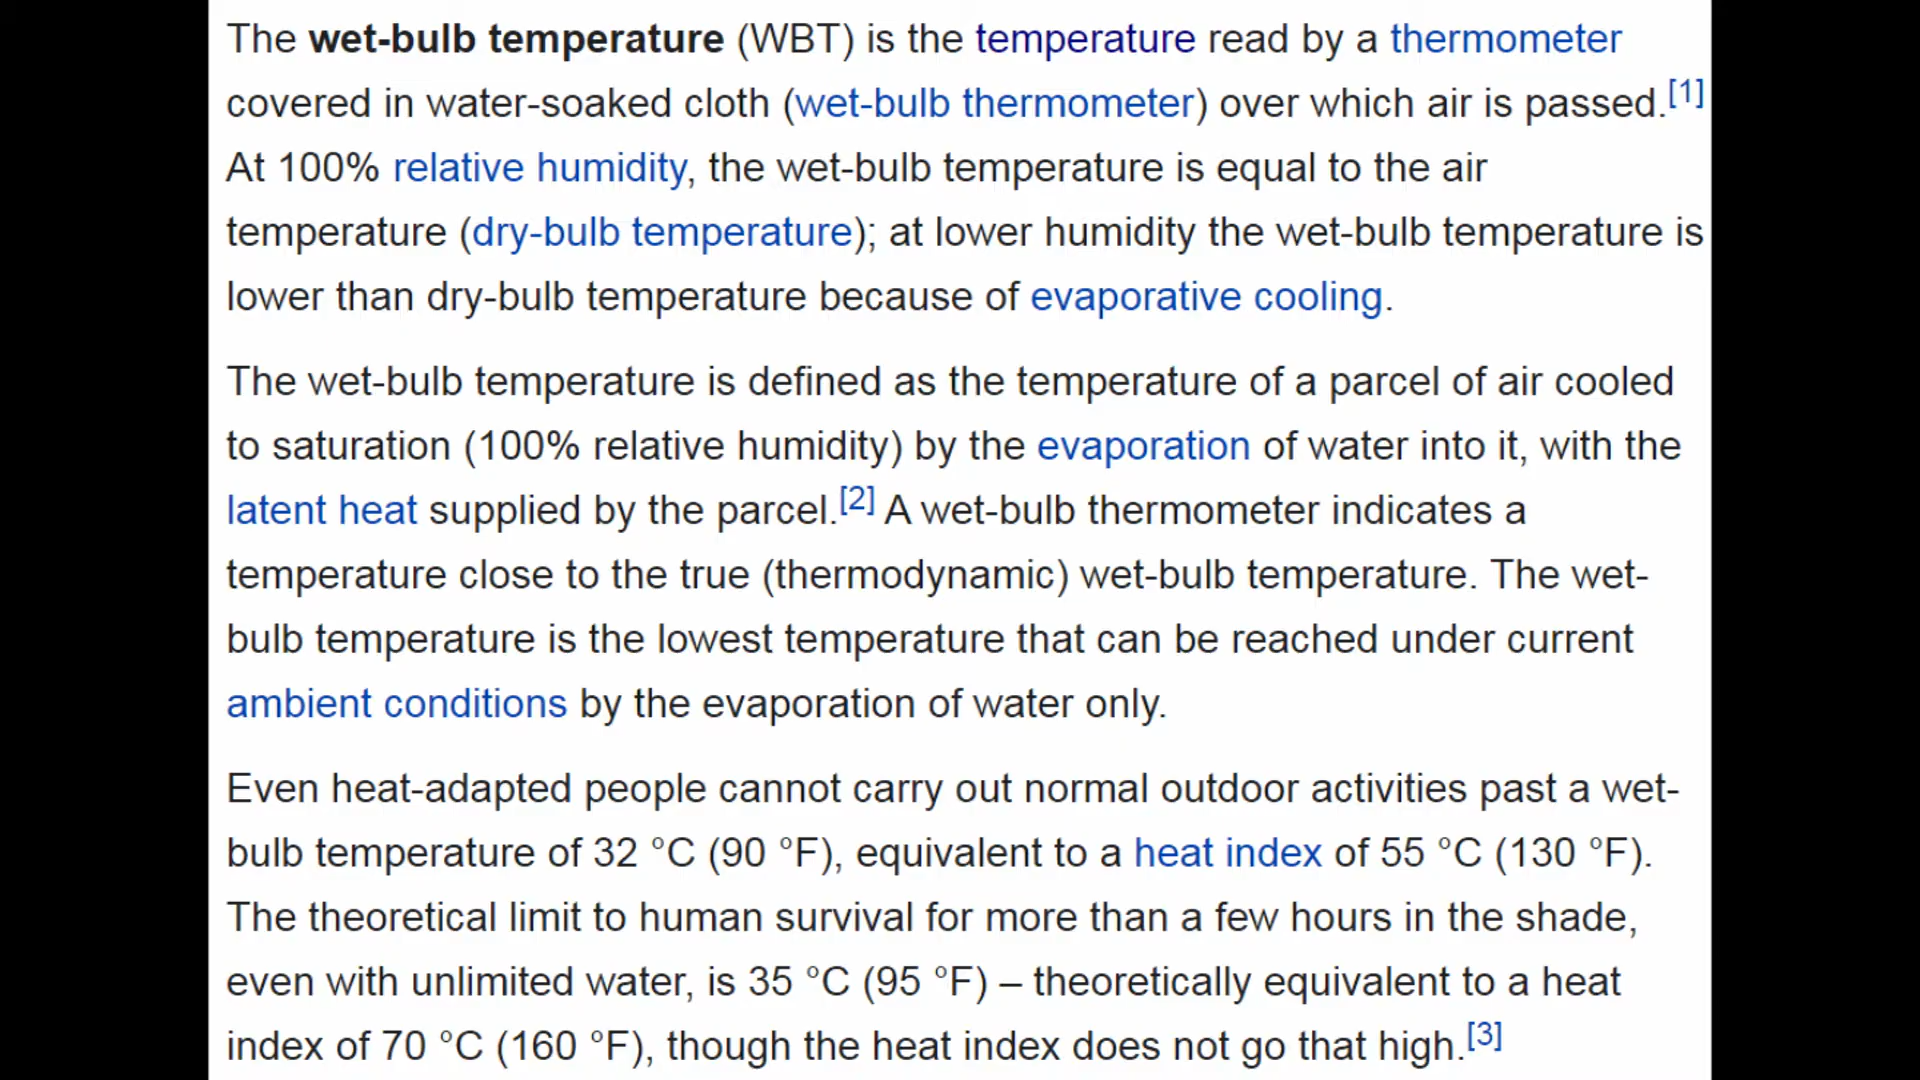 The wet-bulb temperature (WBT) is the temperature read by a thermometer
covered in water-soaked cloth (wet-bulb thermometer) over which air is passed.[1]
At 100% relative humidity, the wet-bulb temperature is equal to the air
temperature (dry-bulb temperature); at lower humidity the wet-bulb temperature is
lower than dry-bulb temperature because of evaporative cooling.
The wet-bulb temperature is defined as the temperature of a parcel of air cooled
to saturation (100% relative humidity) by the evaporation of water into it, with the
latent heat supplied by the parcel.[2] A wet-bulb thermometer indicates a
temperature close to the true (thermodynamic) wet-bulb temperature. The wet-
bulb temperature is the lowest temperature that can be reached under current
ambient conditions by the evaporation of water only.
Even heat-adapted people cannot carry out normal outdoor activities past a wet-
bulb temperature of 32 °C (90 °F), equivalent to a heat index of 55 °C (130 °F).
The theoretical limit to human survival for more than a few hours in the shade,
even with unlimited water, is 35 °C (95 °F) – theoretically equivalent to a heat
index of 70 °C (160 °F), though the heat index does not go that high.[3]